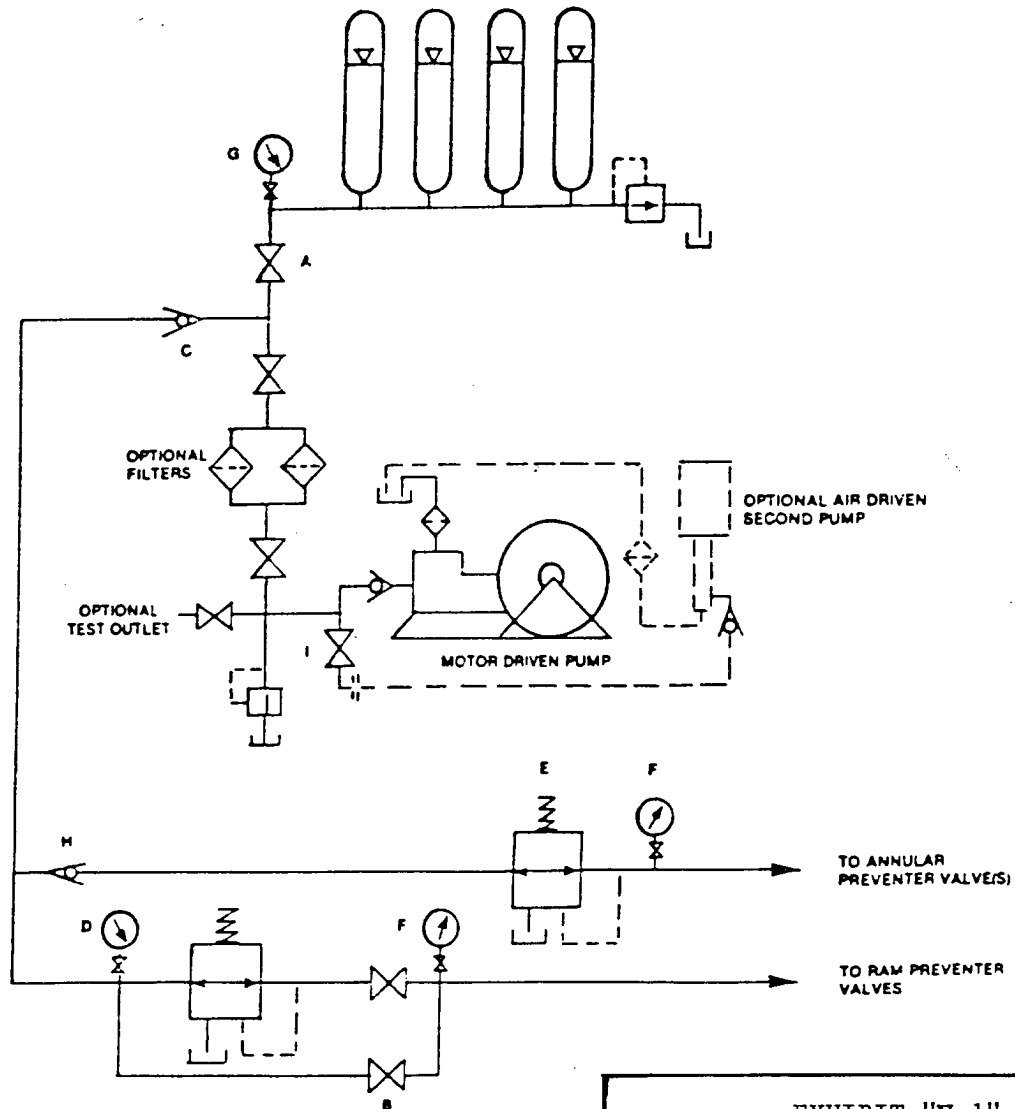 G
A
C
OPTIONAL
FILTERS
OPTIONAL AIR DRIVEN
SECOND PUMP
OPTIONAL
TEST OUTLET
I
MOTOR DRIVEN PUMP
E
F
H
TO ANNULAR
PREVENTER VALVE(S)
D
F
TO RAM PREVENTER
VALVES
B
EXHIBIT